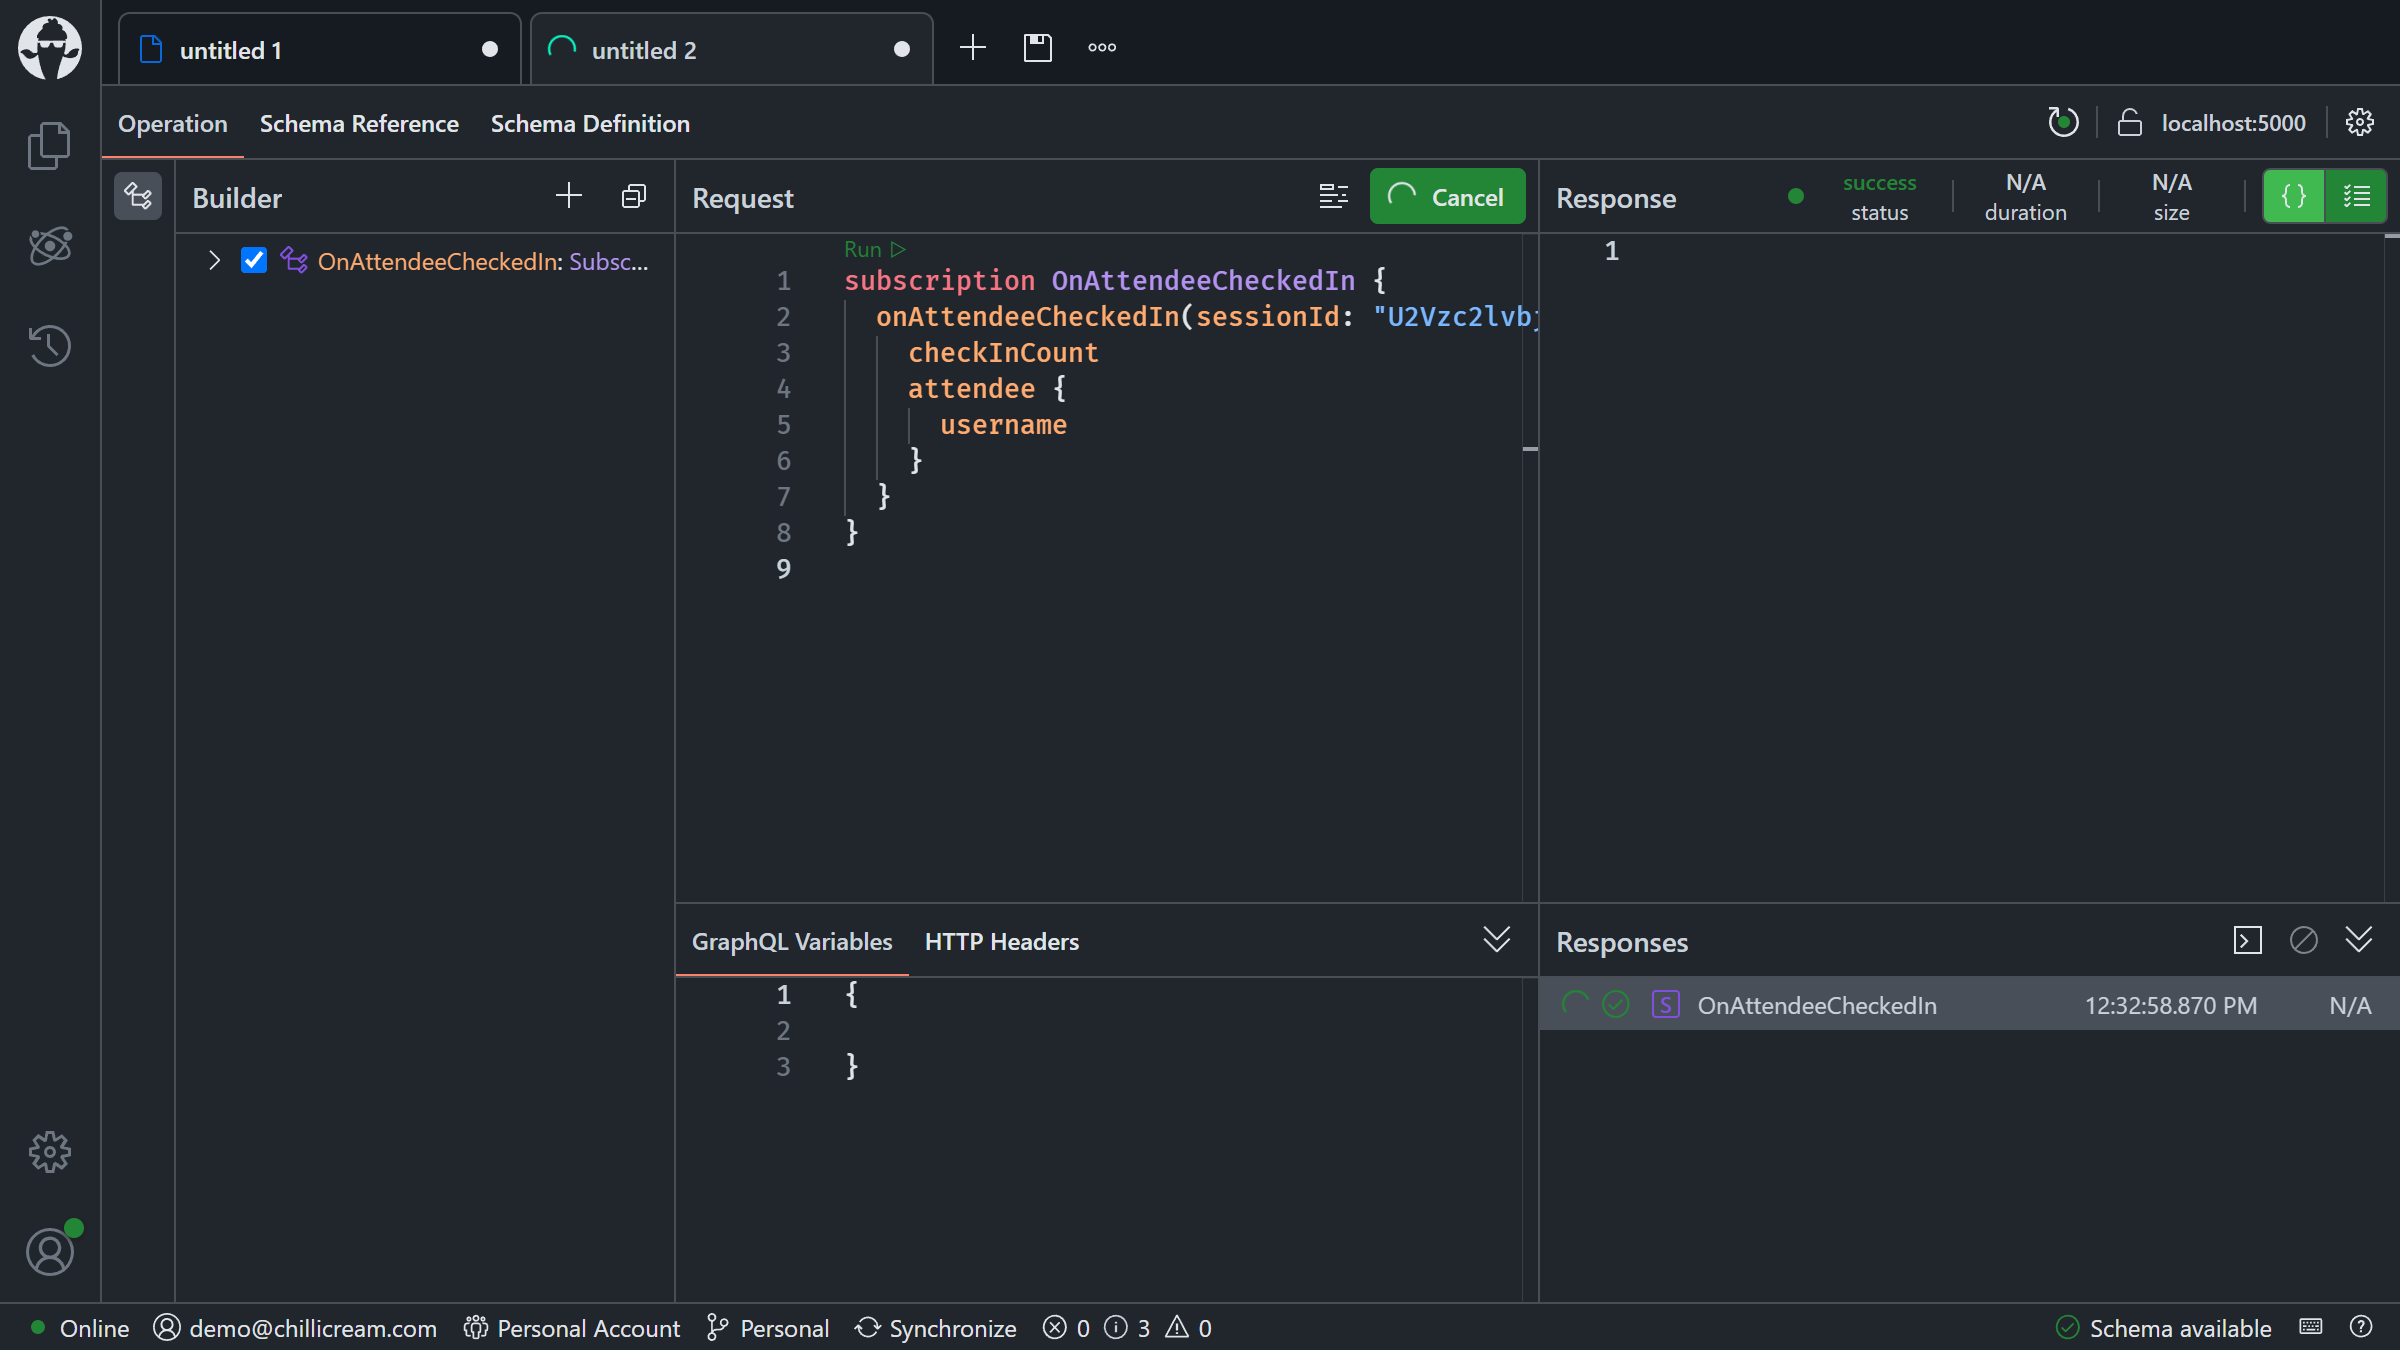 untitled 1
untitled 2
Operation
Schema Reference
Schema Definition
localhost:5000
Builder
OnAttendeeCheckedIn: Subsc...
Request
Cancel
Run
1 subscription OnAttendeeCheckedIn {
2 onAttendeeCheckedIn(sessionId: "U2Vzc2lvbj
3 checkInCount
4 attendee {
5 username
6 }
7 }
8 }
9
Response
success
status
N/A
duration
N/A
size
{}
1
GraphQL Variables
HTTP Headers
1 {
2
3 }
Responses
S OnAttendeeCheckedIn 12:32:58.870 PM N/A
Online
demo@chillicream.com
Personal Account
Personal
Synchronize
0
3
0
Schema available